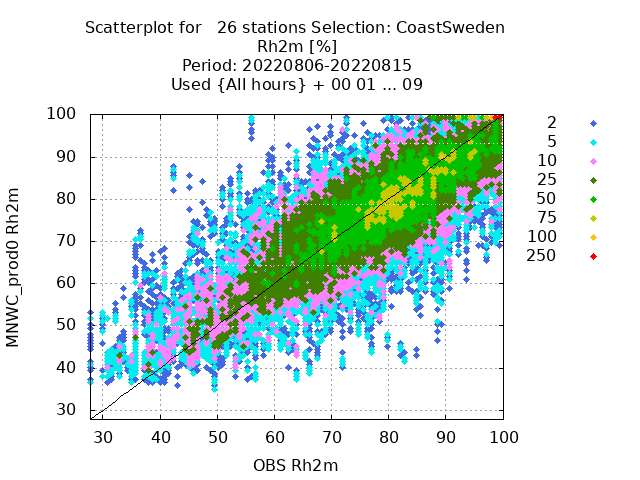 Scatterplot for   26 stations Selection: CoastSweden
Rh2m [%]
Period: 20220806-20220815
Used {All hours} + 00 01 ... 09
100
90
80
70
60
50
40
30
MNWC_prod0 Rh2m
30 40 50 60 70 80 90 100
OBS Rh2m
2
5
10
25
50
75
100
250